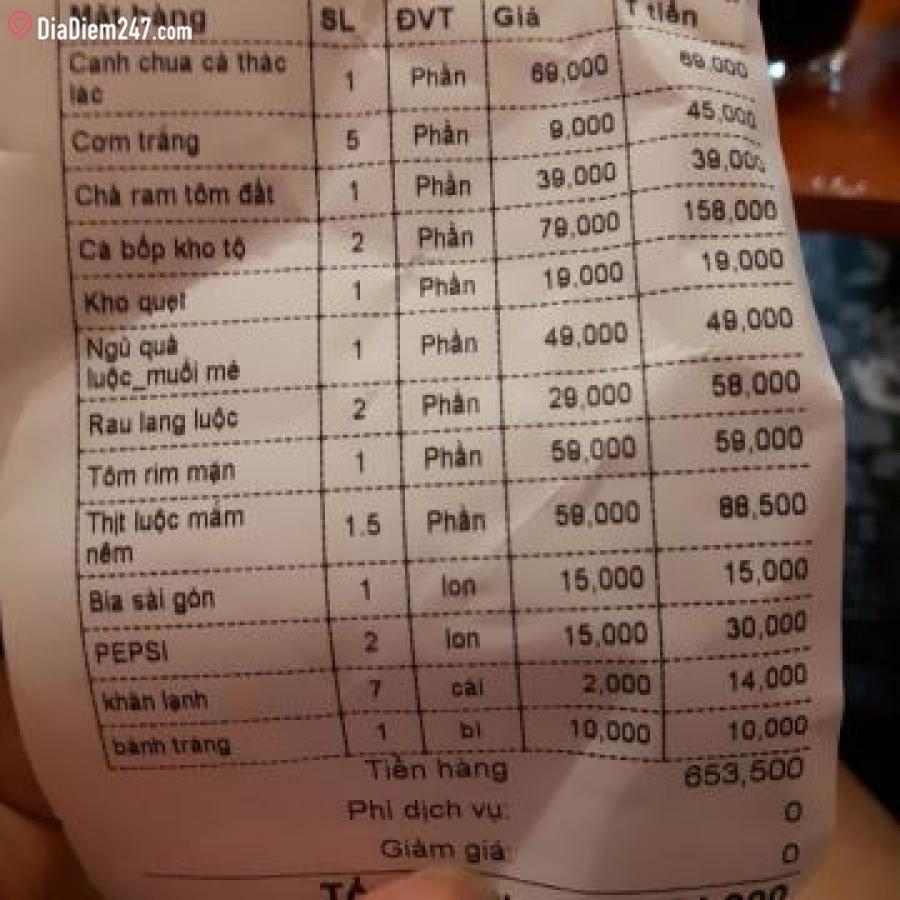 DiaDiem247.com
Mặt hàng SL ĐVT Giá T tiền
Canh chua cá thác 1 Phần 69,000 69,000
lác
Cơm trắng 5 Phần 9,000 45,000
Chả ram tôm đất 1 Phần 39,000 39,000
Cá bớp kho tộ 2 Phần 79,000 158,000
Kho quẹt 1 Phần 19,000 19,000
Ngũ quả 1 Phần 49,000 49,000
luộc_muối mè
Rau lang luộc 2 Phần 29,000 58,000
Tôm rim mặn 1 Phần 59,000 59,000
Thịt luộc mắm 1.5 Phần 59,000 88,500
nêm
Bia sài gòn 1 lon 15,000 15,000
PEPSI 2 lon 15,000 30,000
khăn lạnh 7 cái 2,000 14,000
bánh tráng 1 bì 10,000 10,000
Tiền hàng 653,500
Phí dịch vụ: 0
Giảm giá: 0